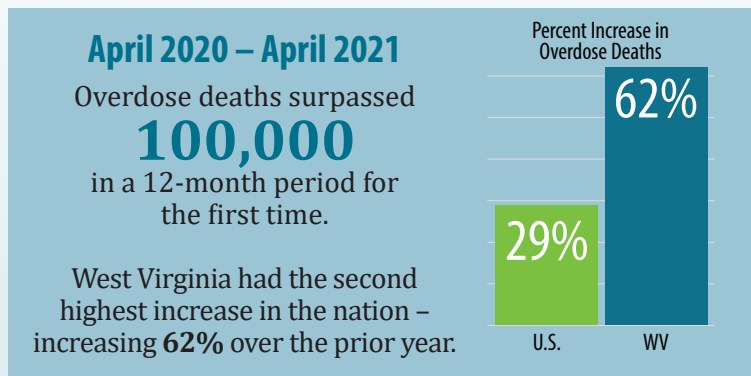 April 2020 – April 2021
Overdose deaths surpassed
100,000
in a 12-month period for
the first time.
West Virginia had the second
highest increase in the nation –
increasing 62% over the prior year.
Percent Increase in
Overdose Deaths
62%
29%
U.S.
WV